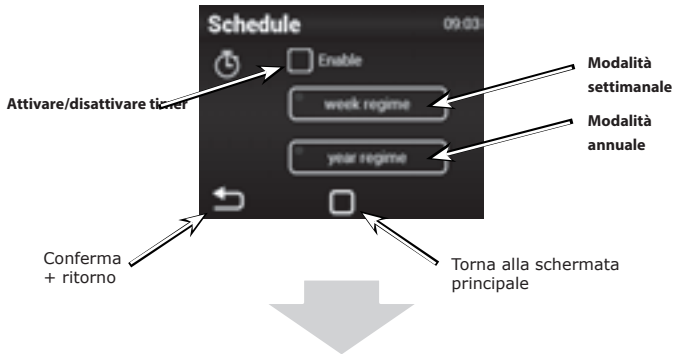 Schedule 09:03
Enable
Modalità
settimanale
Attivare/disattivare timer
week regime
Modalità
annuale
year regime
Conferma
+ ritorno
Torna alla schermata
principale